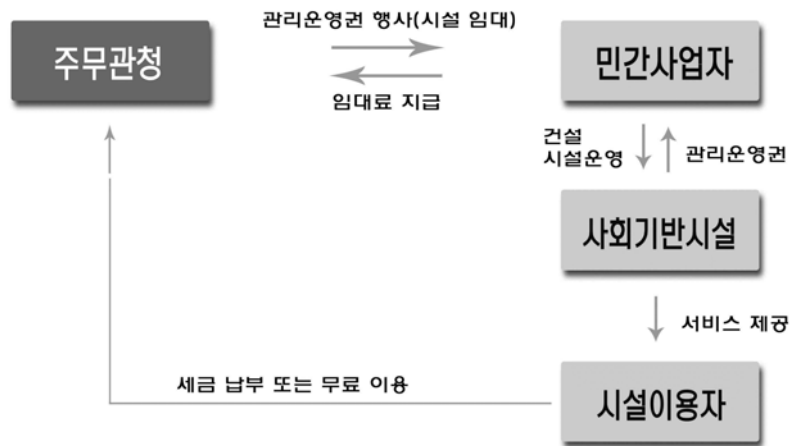 관리운영권 행사(시설 임대)
주무관청
민간사업자
임대료 지급
건설
시설운영
관리운영권
사회기반시설
서비스 제공
세금 납부 또는 무료 이용
시설이용자